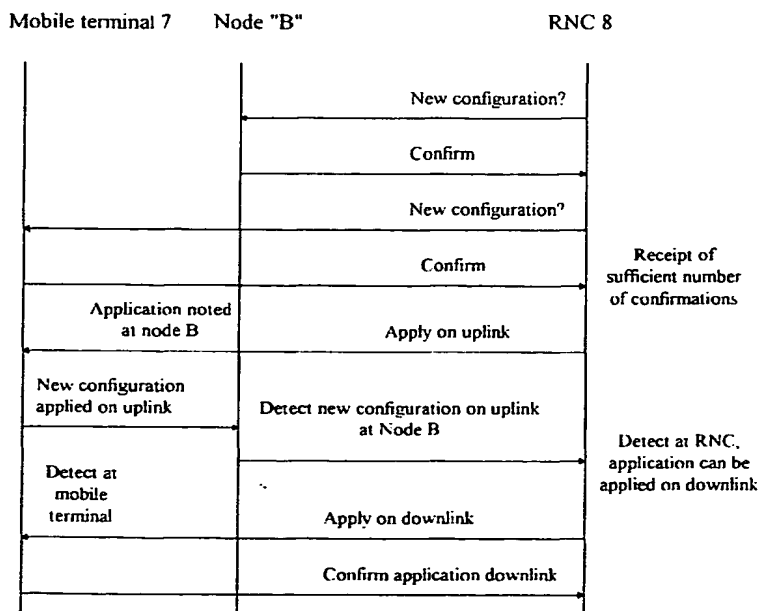 Mobile terminal 7 Node "B" RNC 8
New configuration?
Confirm
New configuration?
Confirm
Receipt of
sufficient number
of confirmations
Application noted
at node B
Apply on uplink
New configuration
applied on uplink
Detect new configuration on uplink
at Node B
Detect at RNC,
application can be
applied on downlink
Detect at
mobile
terminal
Apply on downlink
Confirm application downlink